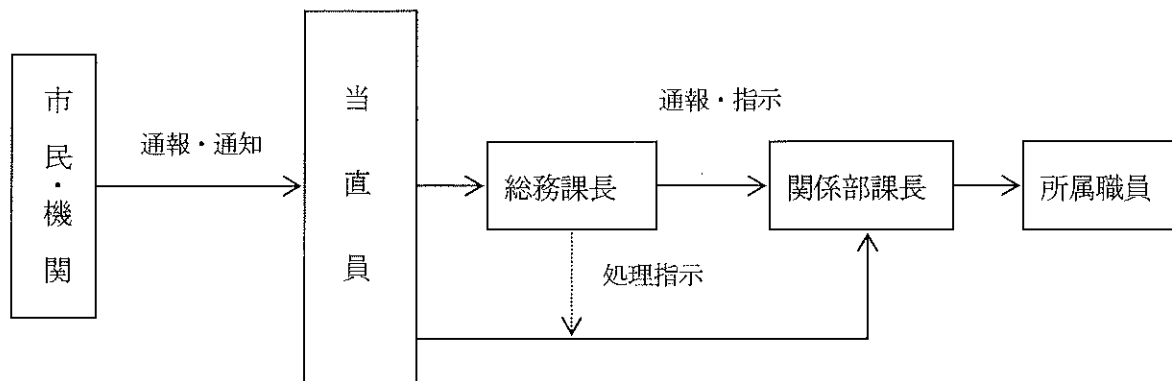 市民・機関
通報・通知
当直員
総務課長
通報・指示
関係部課長
所属職員
処理指示